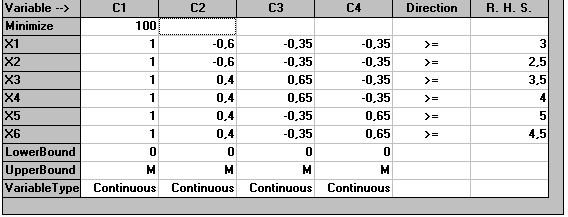 Variable --> C1 C2 C3 C4 Direction R. H. S.
Minimize 100
X1 1 -0,6 -0,35 -0,35 >= 3
X2 1 -0,6 -0,35 -0,35 >= 2,5
X3 1 0,4 0,65 -0,35 >= 3,5
X4 1 0,4 0,65 -0,35 >= 4
X5 1 0,4 -0,35 0,65 >= 5
X6 1 0,4 -0,35 0,65 >= 4,5
LowerBound 0 0 0 0
UpperBound M M M M
VariableType Continuous Continuous Continuous Continuous